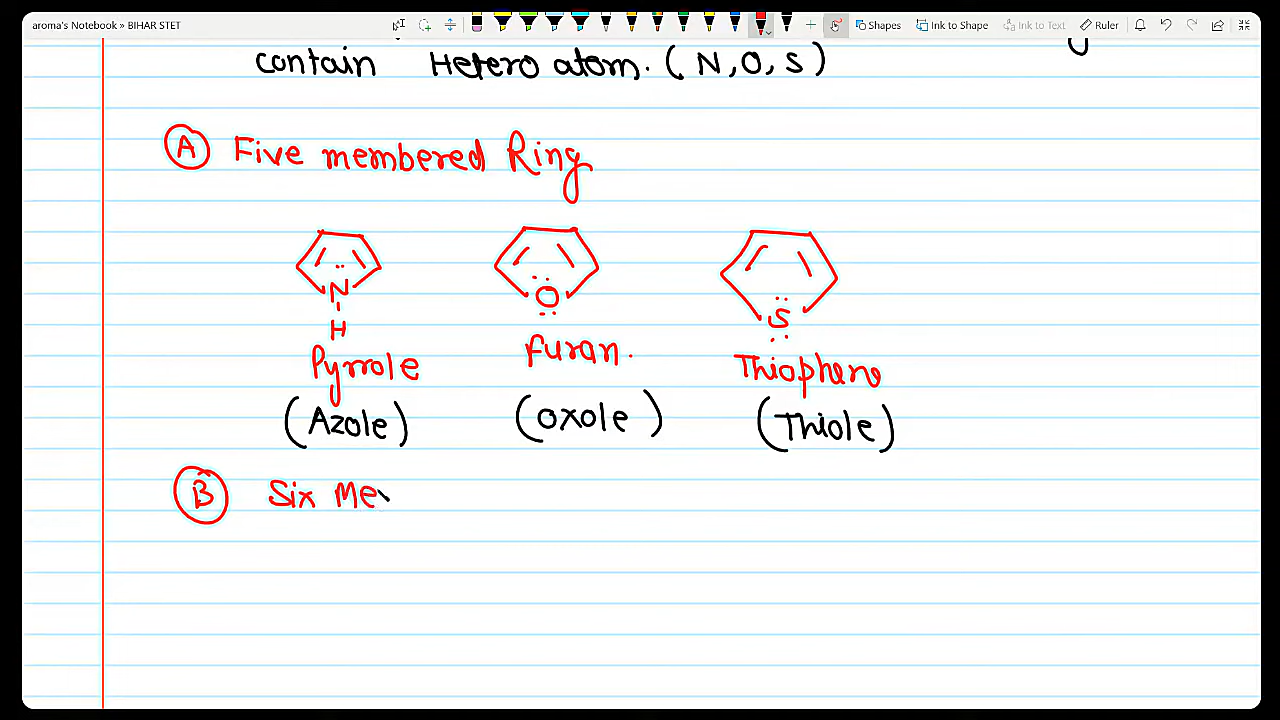 aroma's Notebook » BIHAR STET
Shapes Ink to Shape Ink to Text Ruler
contain Hetero atom. (N,O,S)
A Five membered Ring
N O S
H
Pyrrole Furan. Thiophene
(Azole) (Oxole) (Thiole)
B Six Me